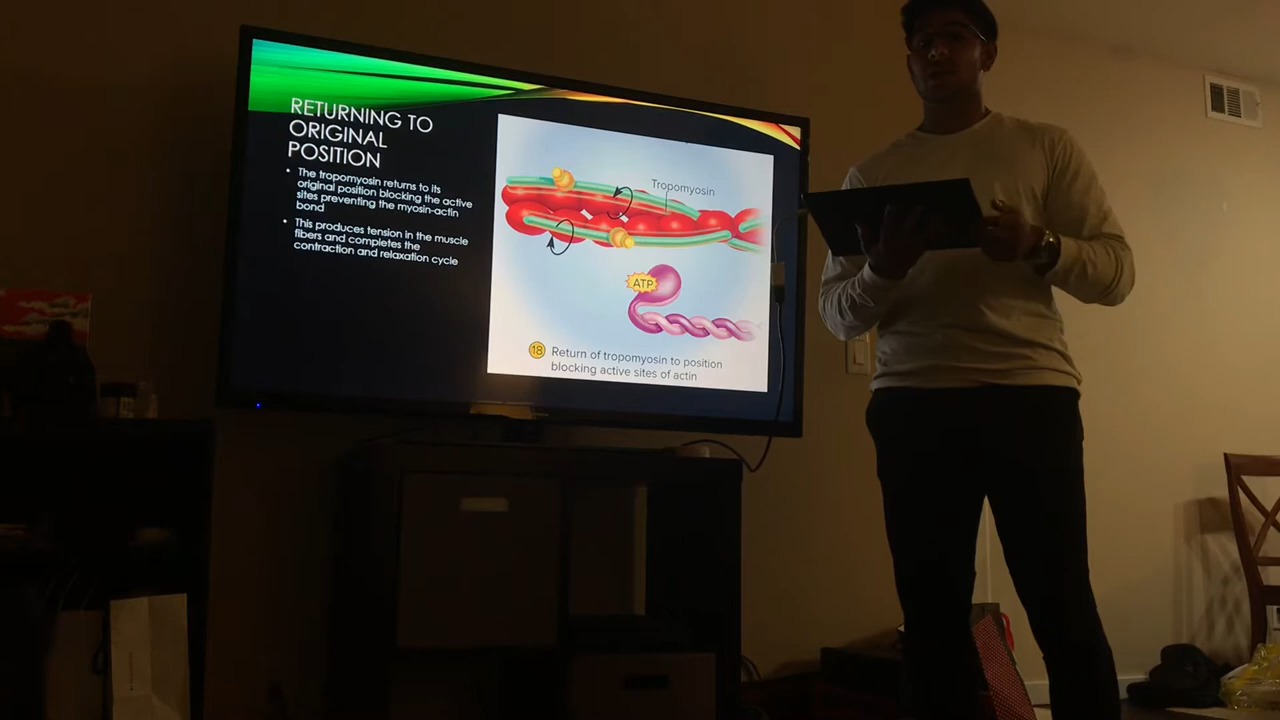 RETURNING TO
ORIGINAL
POSITION
• The tropomyosin returns to its
original position blocking the active
sites preventing the myosin-actin
bond
• This produces tension in the muscle
fibers and completes the
contraction and relaxation cycle
Tropomyosin
ATP
18 Return of tropomyosin to position
blocking active sites of actin